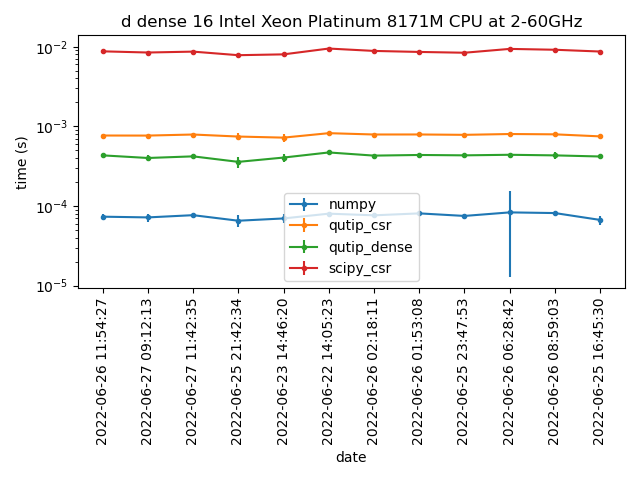 d dense 16 Intel Xeon Platinum 8171M CPU at 2-60GHz
time (s)
10⁻²
10⁻³
10⁻⁴
10⁻⁵
numpy
qutip_csr
qutip_dense
scipy_csr
2022-06-26 11:54:27
2022-06-27 09:12:13
2022-06-27 11:42:35
2022-06-25 21:42:34
2022-06-23 14:46:20
2022-06-22 14:05:23
2022-06-26 02:18:11
2022-06-26 01:53:08
2022-06-25 23:47:53
2022-06-26 06:28:42
2022-06-26 08:59:03
2022-06-25 16:45:30
date